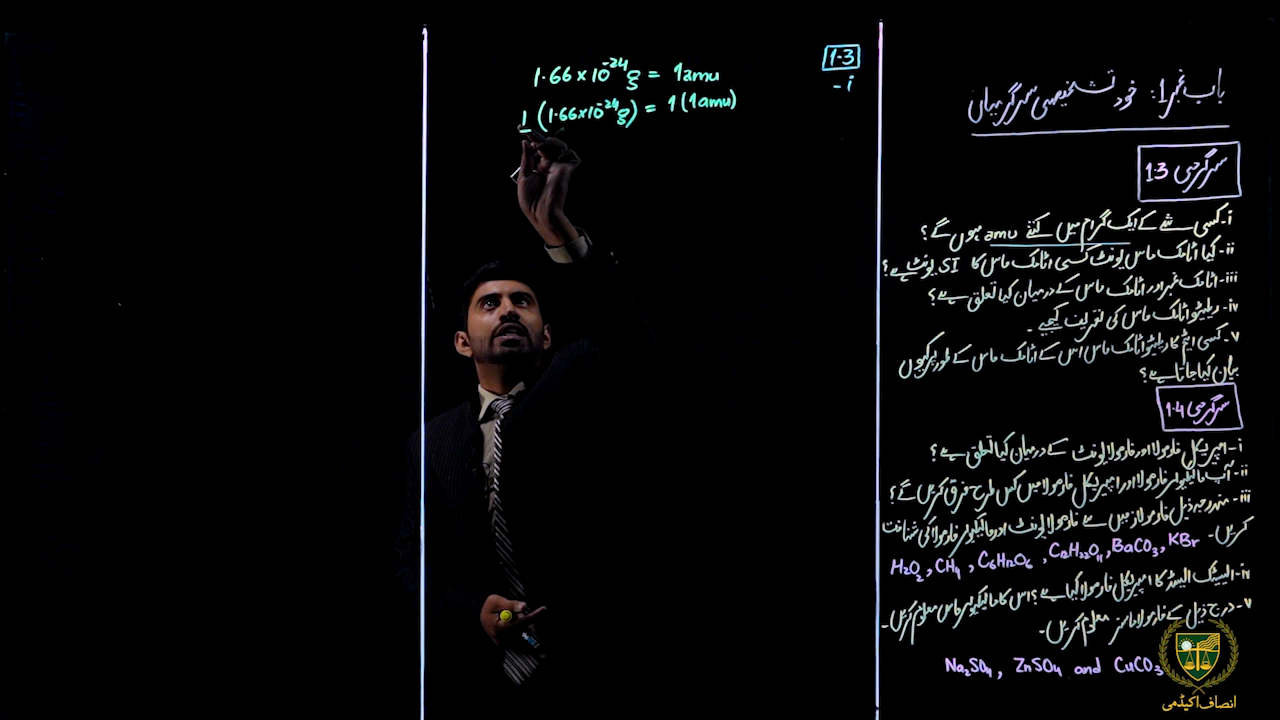 باب نمبر 1: خود تشخیصی سرگرمیاں
سرگرمی 1.3
i- کسی شے کے ایک گرام میں کتنے amu ہوں گے؟
ii- کیا اٹامک ماس یونٹ کسی اٹامک ماس کا SI یونٹ ہے؟
iii- اٹامک نمبر اور اٹامک ماس کے درمیان کیا تعلق ہے؟
iv- ریلیٹو اٹامک ماس کی تعریف کیجیے۔
v- کسی ایٹم کا ریلیٹو اٹامک ماس اس کے اٹامک ماس کے طور پر کیوں
بیان کیا جاتا ہے؟
سرگرمی 1.4
i- امپیریکل فارمولا اور فارمولا یونٹ کے درمیان کیا تعلق ہے؟
ii- آپ مالیکیولر فارمولا اور امپیریکل فارمولا میں کس طرح فرق کریں گے؟
iii- مندرجہ ذیل فارمولاز میں سے فارمولا یونٹ اور مالیکیولر فارمولا کی شناخت
کریں۔
H₂O₂, CH₄, C₆H₁₂O₆, C₁₂H₂₂O₁₁, BaCO₃, KBr
iv- ایسیٹک ایسڈ کا امپیریکل فارمولا کیا ہے؟ اس کا مالیکیولر ماس معلوم کریں۔
v- درج ذیل کے فارمولا ماسز معلوم کریں۔
Na₂SO₄, ZnSO₄ and CuCO₃
1.3
-i
1.66×10⁻²⁴g = 1amu
1 (1.66×10⁻²⁴g) = 1(1amu)
انصاف اکیڈمی